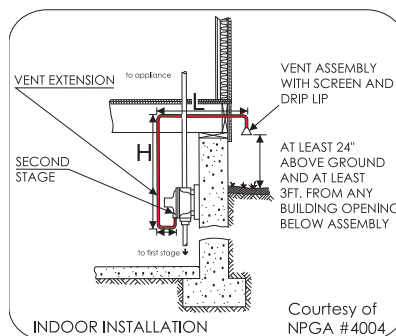 to appliance
VENT EXTENSION
L
VENT ASSEMBLY
WITH SCREEN AND
DRIP LIP
H
SECOND
STAGE
AT LEAST 24"
ABOVE GROUND
AND AT LEAST
3FT. FROM ANY
BUILDING OPENING
BELOW ASSEMBLY
to first stage
INDOOR INSTALLATION
Courtesy of
NPGA #4004